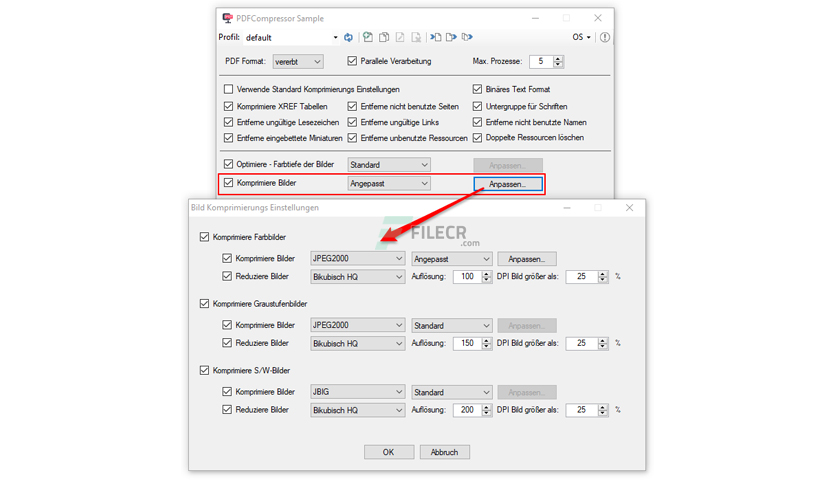 PDFCompressor Sample
Profil: default OS
PDF Format: vererbt Parallele Verarbeitung Max. Prozesse: 5
Verwende Standard Komprimierungs Einstellungen Binäres Text Format
Komprimiere XREF Tabellen Entferne nicht benutzte Seiten Untergruppe für Schriften
Entferne ungültige Lesezeichen Entferne ungültige Links Entferne nicht benutzte Namen
Entferne eingebettete Miniaturen Entferne unbenutzte Ressourcen Doppelte Ressourcen löschen
Optimiere - Farbtiefe der Bilder Standard Anpassen...
Komprimiere Bilder Angepasst Anpassen...
Bild Komprimierungs Einstellungen
FILECR
.com
Komprimiere Farbbilder
Komprimiere Bilder JPEG2000 Angepasst Anpassen...
Reduziere Bilder Bikubisch HQ Auflösung: 100 DPI Bild größer als: 25 %
Komprimiere Graustufenbilder
Komprimiere Bilder JPEG2000 Standard Anpassen...
Reduziere Bilder Bikubisch HQ Auflösung: 150 DPI Bild größer als: 25 %
Komprimiere S/W-Bilder
Komprimiere Bilder JBIG Standard Anpassen...
Reduziere Bilder Bikubisch HQ Auflösung: 200 DPI Bild größer als: 25 %
OK Abbruch